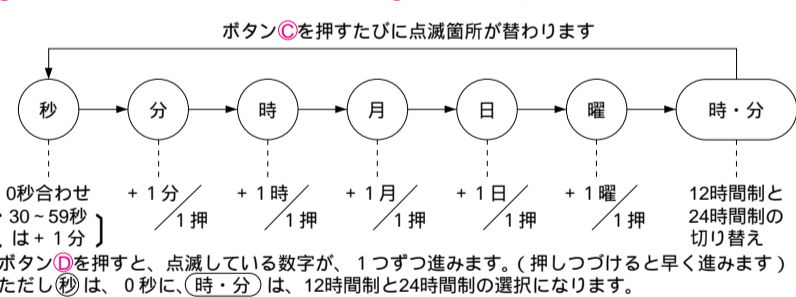 ボタンⒸを押すたびに点滅箇所が替わります
秒 分 時 月 日 曜 時・分
0秒合わせ
30～59秒
は+1分
+1分／1押
+1時／1押
+1月／1押
+1日／1押
+1曜／1押
12時間制と
24時間制の
切り替え
ボタンⒹを押すと、点滅している数字が、1つずつ進みます。(押しつづけると早く進みます)
ただし秒は、0秒に、時・分は、12時間制と24時間制の選択になります。